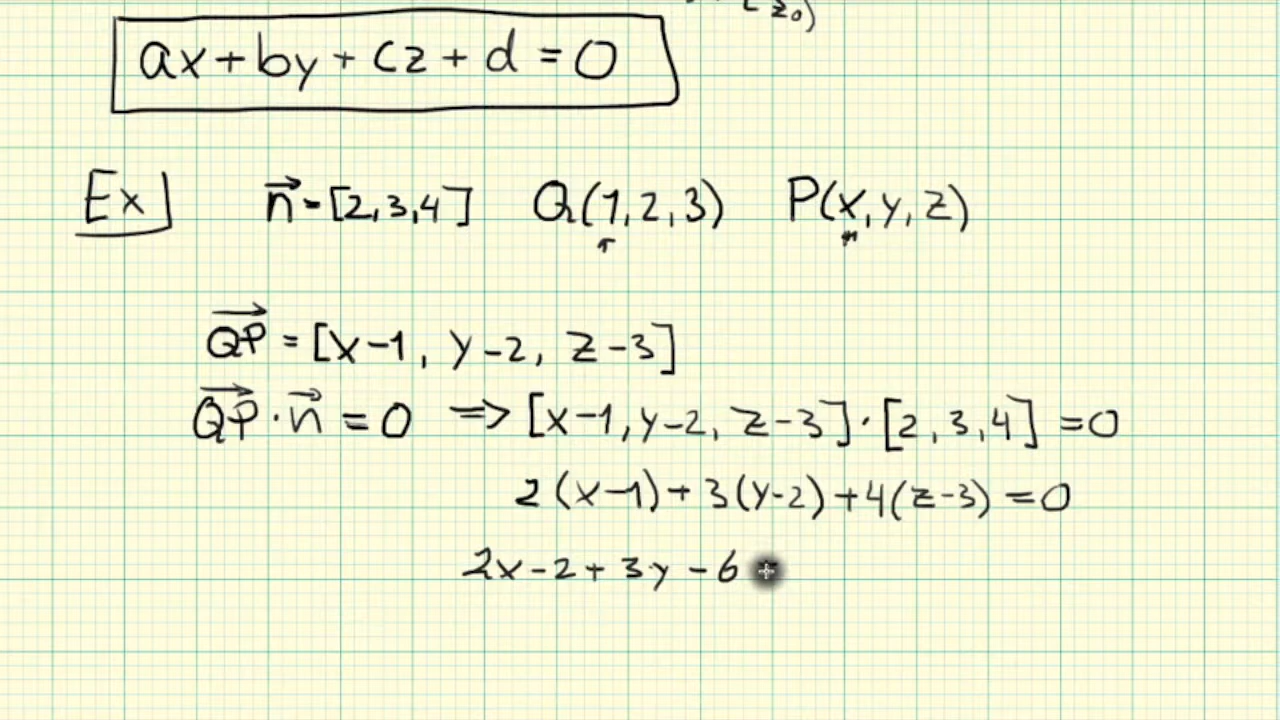 z₀)
ax + by + cz + d = 0
Ex] n⃗ = [2,3,4] Q(1,2,3) P(x,y,z)
QP⃗ = [x-1, y-2, z-3]
QP⃗ · n⃗ = 0 => [x-1, y-2, z-3] · [2,3,4] = 0
2(x-1) + 3(y-2) + 4(z-3) = 0
2x - 2 + 3y - 6 +